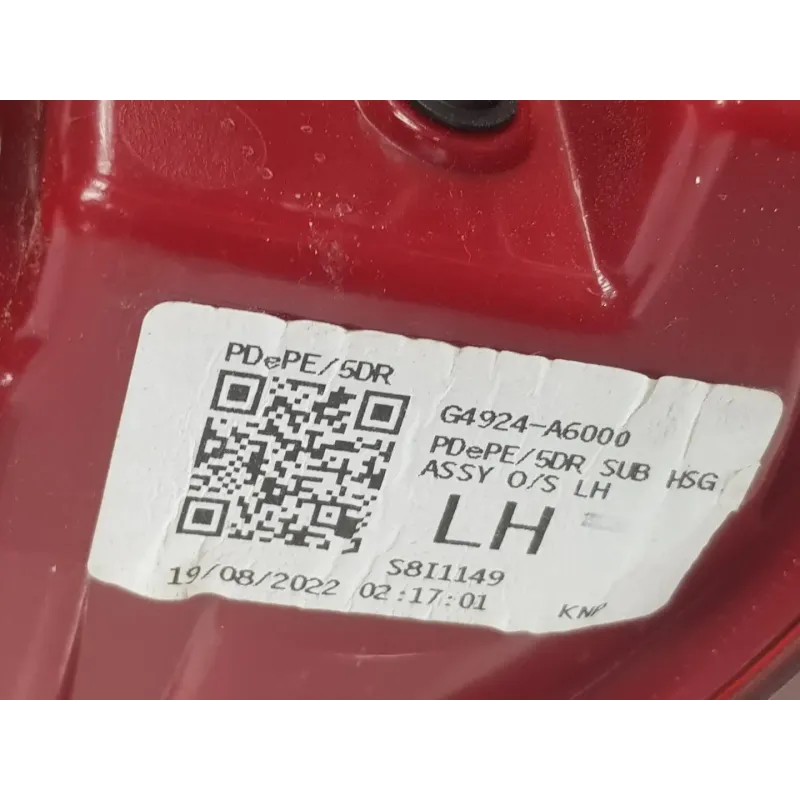 PDePE/5DR
G4924-A6000
PDePE/5DR SUB HSG
ASSY O/S LH
LH
S8I1149
19/08/2022 02:17:01
KNP